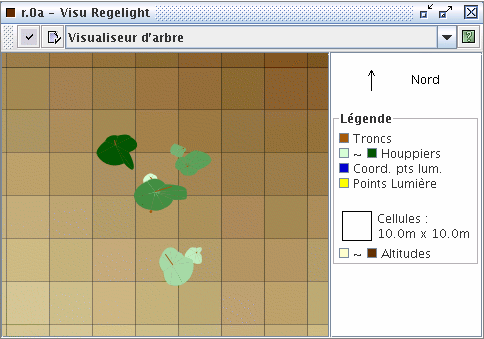 r.0a - Visu Regelight
Visualiseur d'arbre
Nord
Légende
Troncs
~ Houppiers
Coord. pts lum.
Points Lumière
Cellules :
10.0m x 10.0m
~ Altitudes